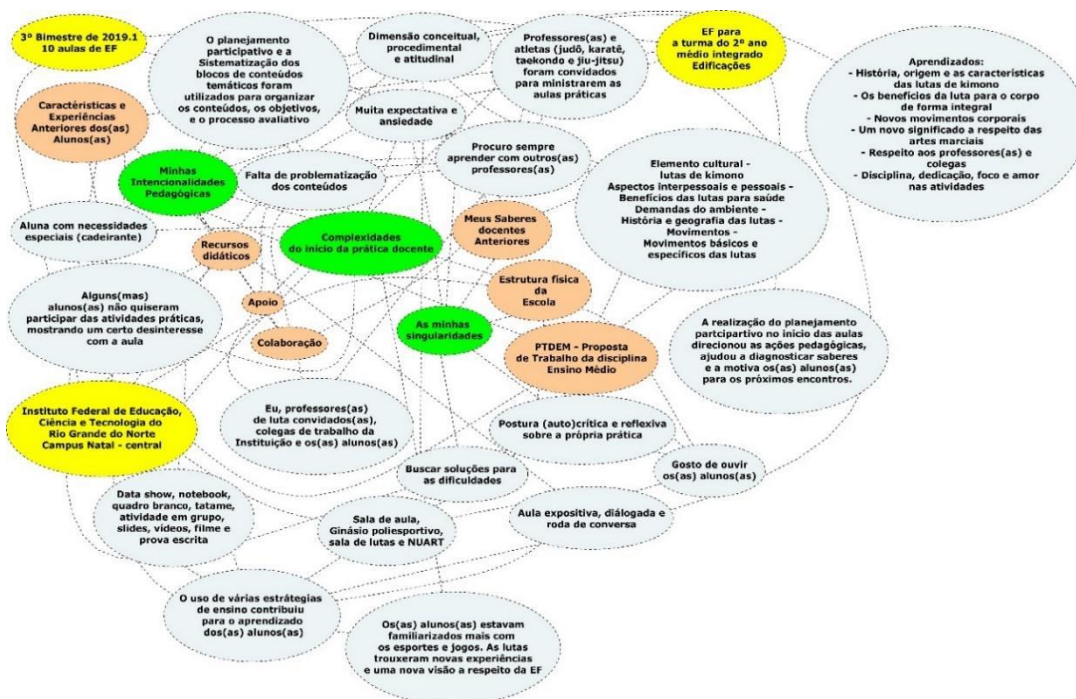 3º Bimestre de 2019.1
10 aulas de EF
O planejamento
participativo e a
Sistematização dos
blocos de conteúdos
temáticos foram
utilizados para organizar
os conteúdos, os objetivos,
e o processo avaliativo
Dimensão conceitual,
procedimental
e atitudinal
Professores(as) e
atletas (judô, karatê,
taekondo e jiu-jitsu)
foram convidados
para ministrarem as
aulas práticas
EF para
a turma do 2º ano
médio integrado
Edificações
Aprendizados:
- História, origem e as características
das lutas de kimono
- Os benefícios da luta para o corpo
de forma integral
- Novos movimentos corporais
- Um novo significado a respeito das
artes marciais
- Respeito aos professores(as) e
colegas
- Disciplina, dedicação, foco e amor
nas atividades
Caractéristicas e
Experiências
Anteriores dos(as)
Alunos(as)
Muita expectativa e
ansiedade
Procuro sempre
aprender com outros(as)
professores(as)
Minhas
Intencionalidades
Pedagógicas
Falta de problematização
dos conteúdos
Elemento cultural -
lutas de kimono
Aspectos interpessoais e pessoais -
Benefícios das lutas para saúde
Demandas do ambiente -
História e geografia das lutas -
Movimentos -
Movimentos básicos e
específicos das lutas
Aluna com necessidades
especiais (cadeirante)
Recursos
didáticos
Complexidades
do início da prática docente
Meus Saberes
docentes
Anteriores
Estrutura física
da
Escola
Alguns(mas)
alunos(as) não quiseram
participar das atividades práticas,
mostrando um certo desinteresse
com a aula
Apoio
Colaboração
As minhas
singularidades
PTDEM - Proposta
de Trabalho da disciplina
Ensino Médio
A realização do planejamento
partcipartivo no início das aulas
direcionou as ações pedagógicas,
ajudou a diagnosticar saberes
e a motiva os(as) alunos(as)
para os próximos encontros.
Instituto Federal de Educação,
Ciência e Tecnologia do
Rio Grande do Norte
Campus Natal - central
Eu, professores(as)
de luta convidados(as),
colegas de trabalho da
Instituição e os(as) alunos(as)
Postura (auto)crítica e reflexiva
sobre a própria prática
Buscar soluções para
as dificuldades
Gosto de ouvir
os(as) alunos(as)
Data show, notebook,
quadro branco, tatame,
atividade em grupo,
slides, vídeos, filme e
prova escrita
Sala de aula,
Ginásio poliesportivo,
sala de lutas e NUART
Aula expositiva, diálogada e
roda de conversa
O uso de várias estratégias
de ensino contribuiu
para o aprendizado
dos(as) alunos(as)
Os(as) alunos(as) estavam
familiarizados mais com
os esportes e jogos. As lutas
trouxeram novas experiências
e uma nova visão a respeito da EF